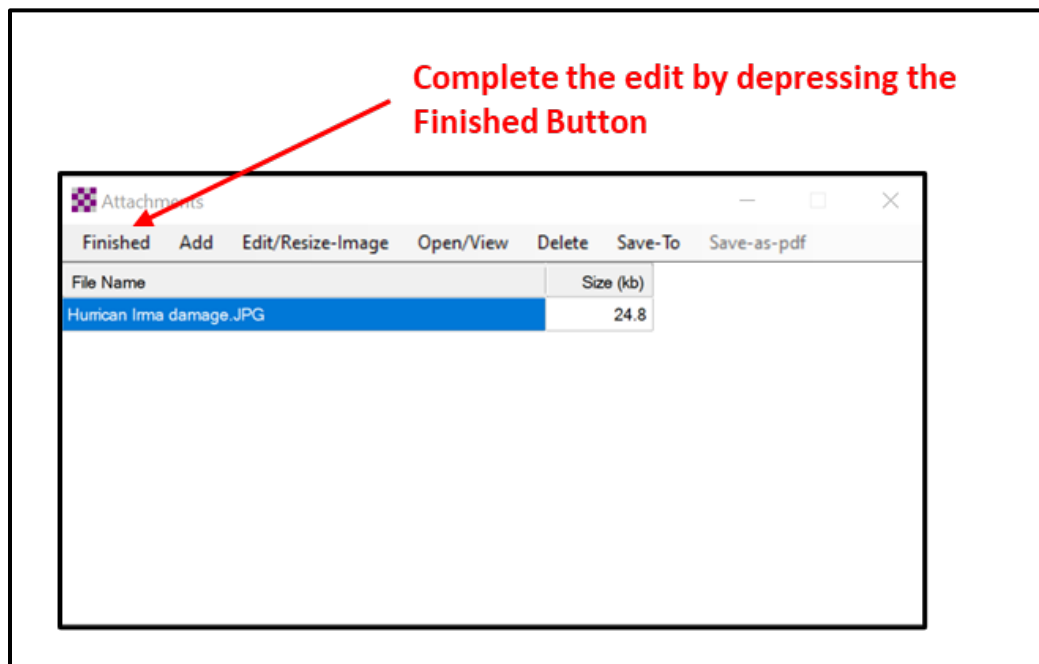 Complete the edit by depressing the
Finished Button
Attachments
Finished Add Edit/Resize-Image Open/View Delete Save-To Save-as-pdf
File Name Size (kb)
Hurrican Irma damage.JPG 24.8